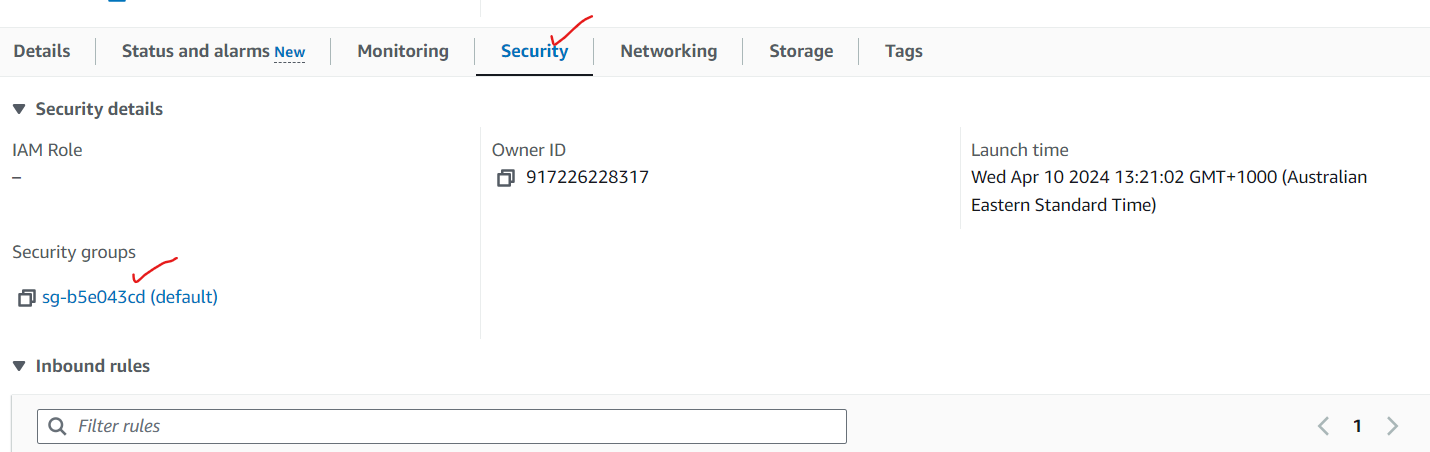 Details Status and alarms New Monitoring Security Networking Storage Tags
Security details
IAM Role Owner ID Launch time
– 917226228317 Wed Apr 10 2024 13:21:02 GMT+1000 (Australian
Eastern Standard Time)
Security groups
sg-b5e043cd (default)
Inbound rules
Filter rules 1